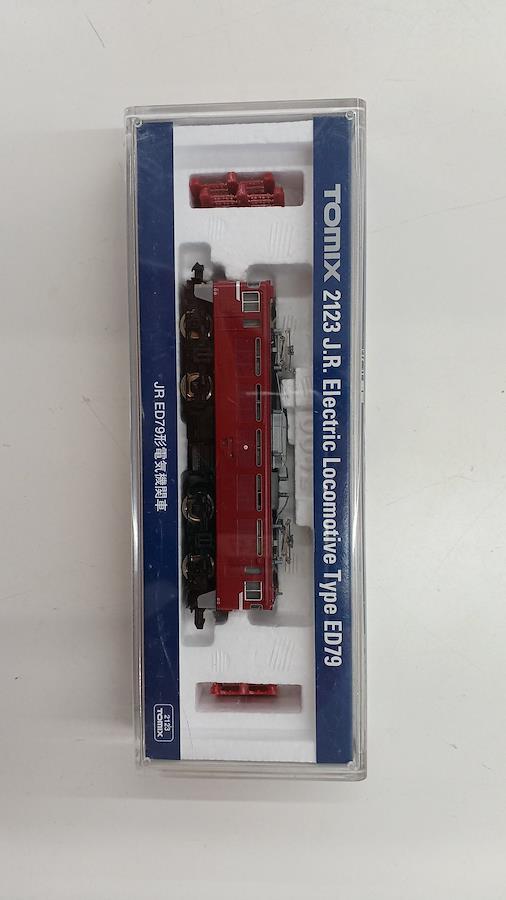 TOMIX 2123 J.R. Electric Locomotive Type ED79
JR ED79形電気機関車
2123
TOMIX